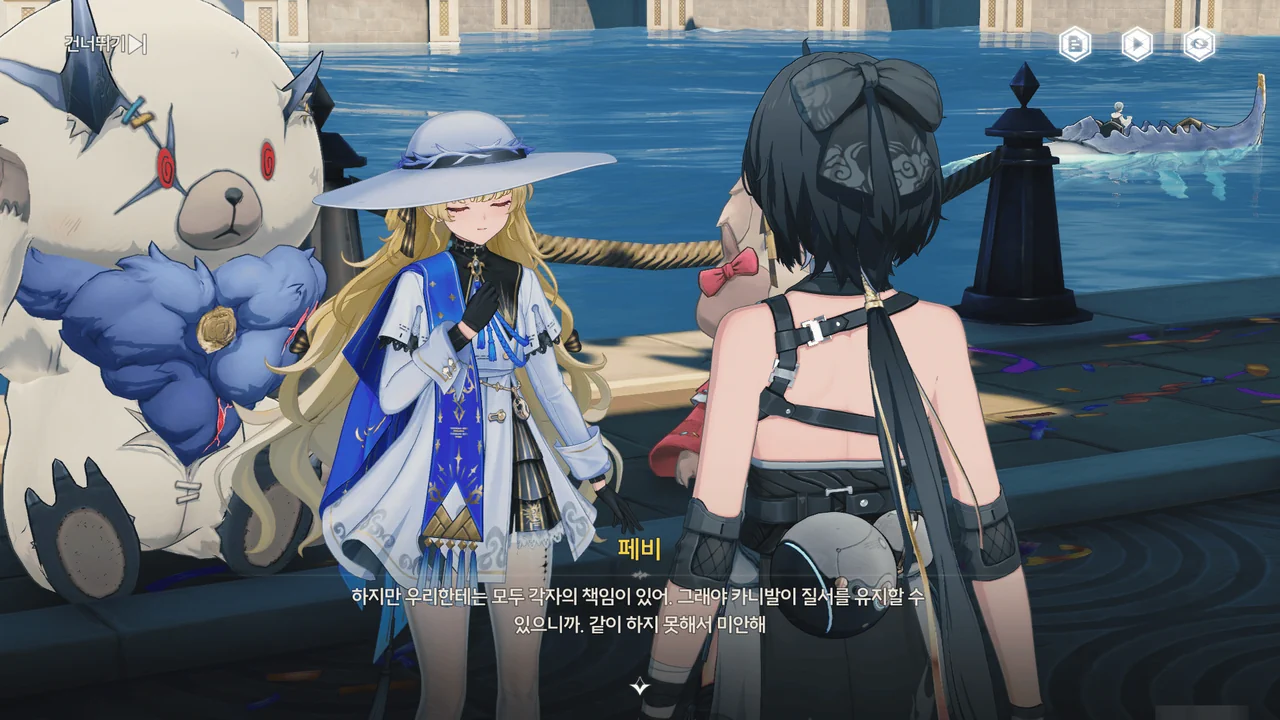 건너뛰기
페비
하지만 우리한테는 모두 각자의 책임이 있어. 그래야 카니발이 질서를 유지할 수
있으니까. 같이 하지 못해서 미안해